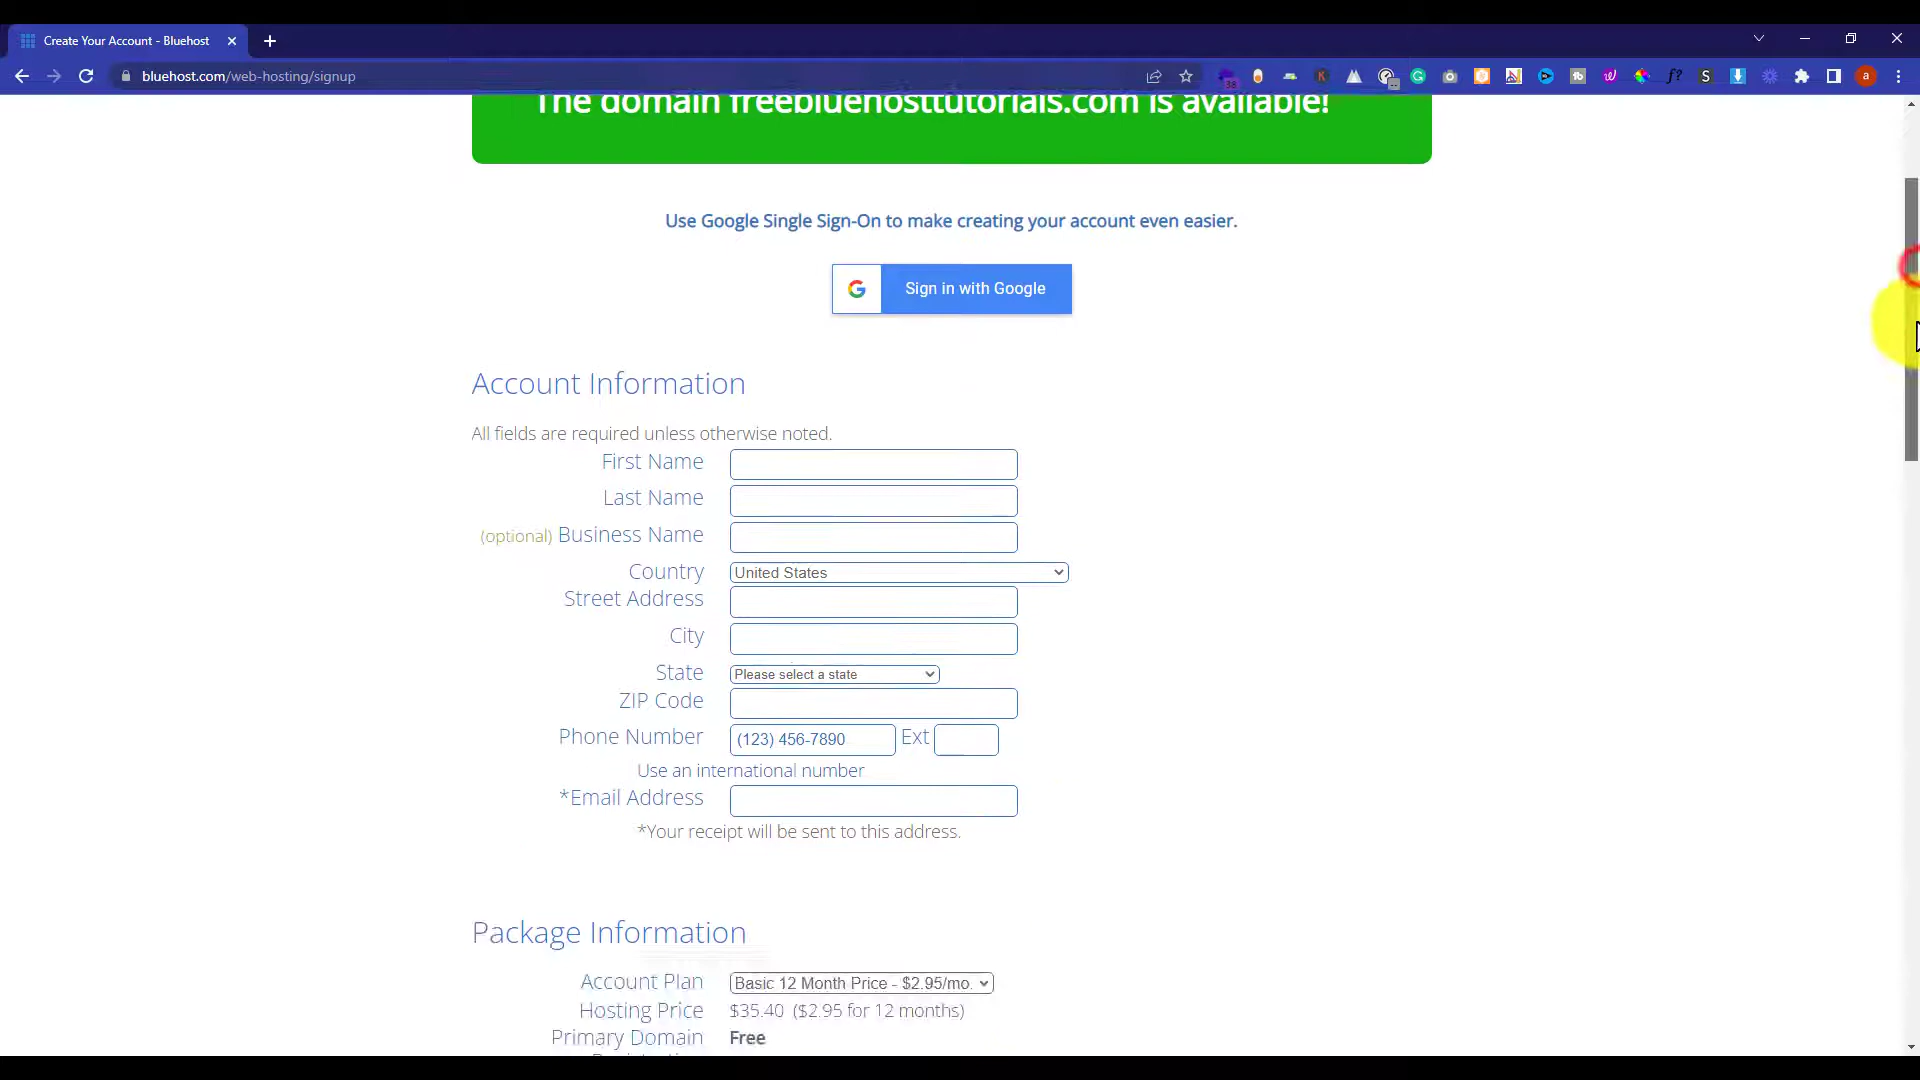 Create Your Account - Bluehost
bluehost.com/web-hosting/signup
The domain freebluehosttutorials.com is available!
Use Google Single Sign-On to make creating your account even easier.
Sign in with Google
Account Information
All fields are required unless otherwise noted.
First Name
Last Name
(optional) Business Name
Country United States
Street Address
City
State Please select a state
ZIP Code
Phone Number (123) 456-7890 Ext
Use an international number
*Email Address
*Your receipt will be sent to this address.
Package Information
Account Plan Basic 12 Month Price - $2.95/mo.
Hosting Price $35.40 ($2.95 for 12 months)
Primary Domain Free